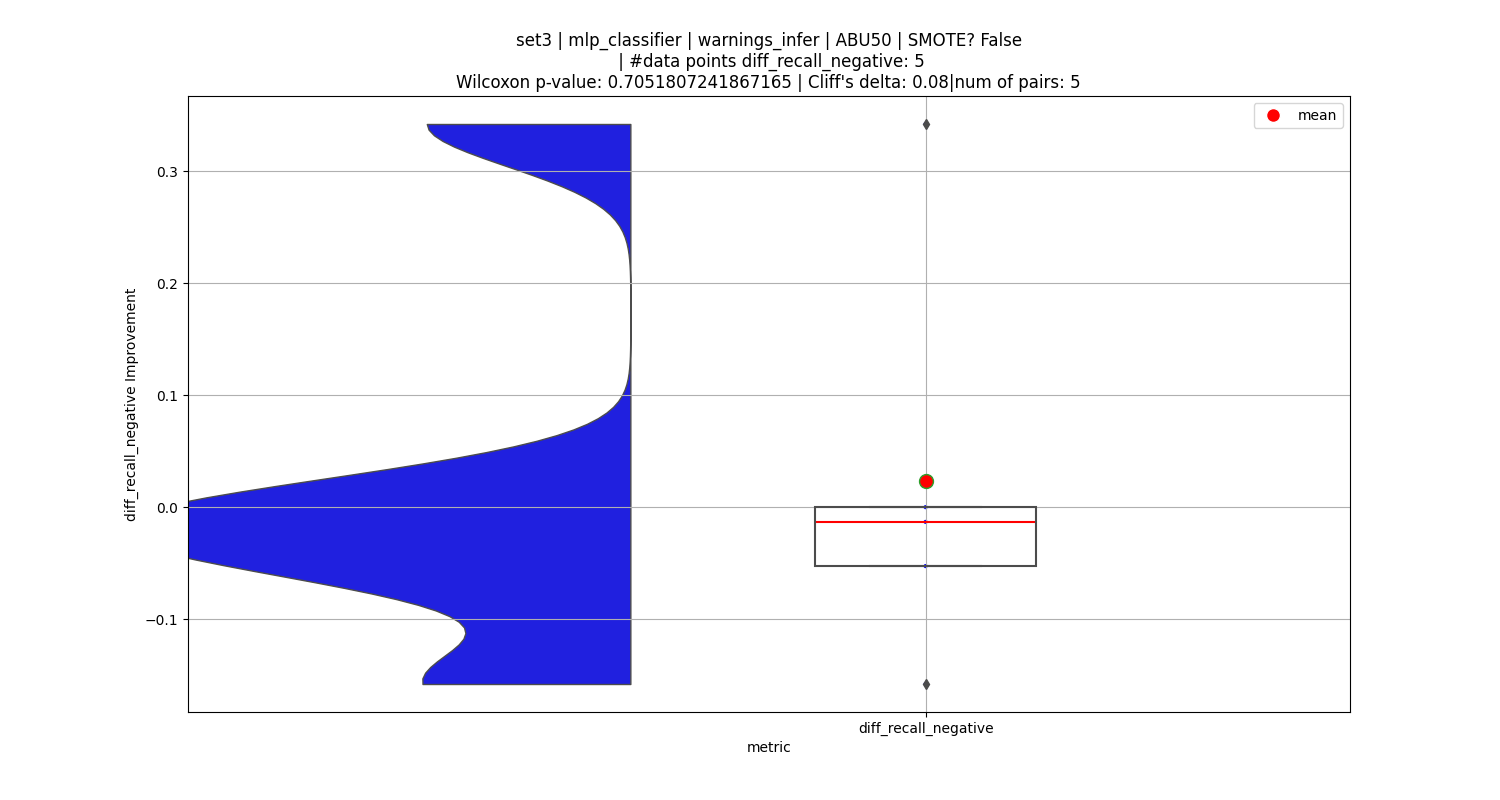 set3 | mlp_classifier | warnings_infer | ABU50 | SMOTE? False
| #data points diff_recall_negative: 5
Wilcoxon p-value: 0.7051807241867165 | Cliff's delta: 0.08|num of pairs: 5
mean
0.3
0.2
0.1
0.0
−0.1
diff_recall_negative Improvement
diff_recall_negative
metric